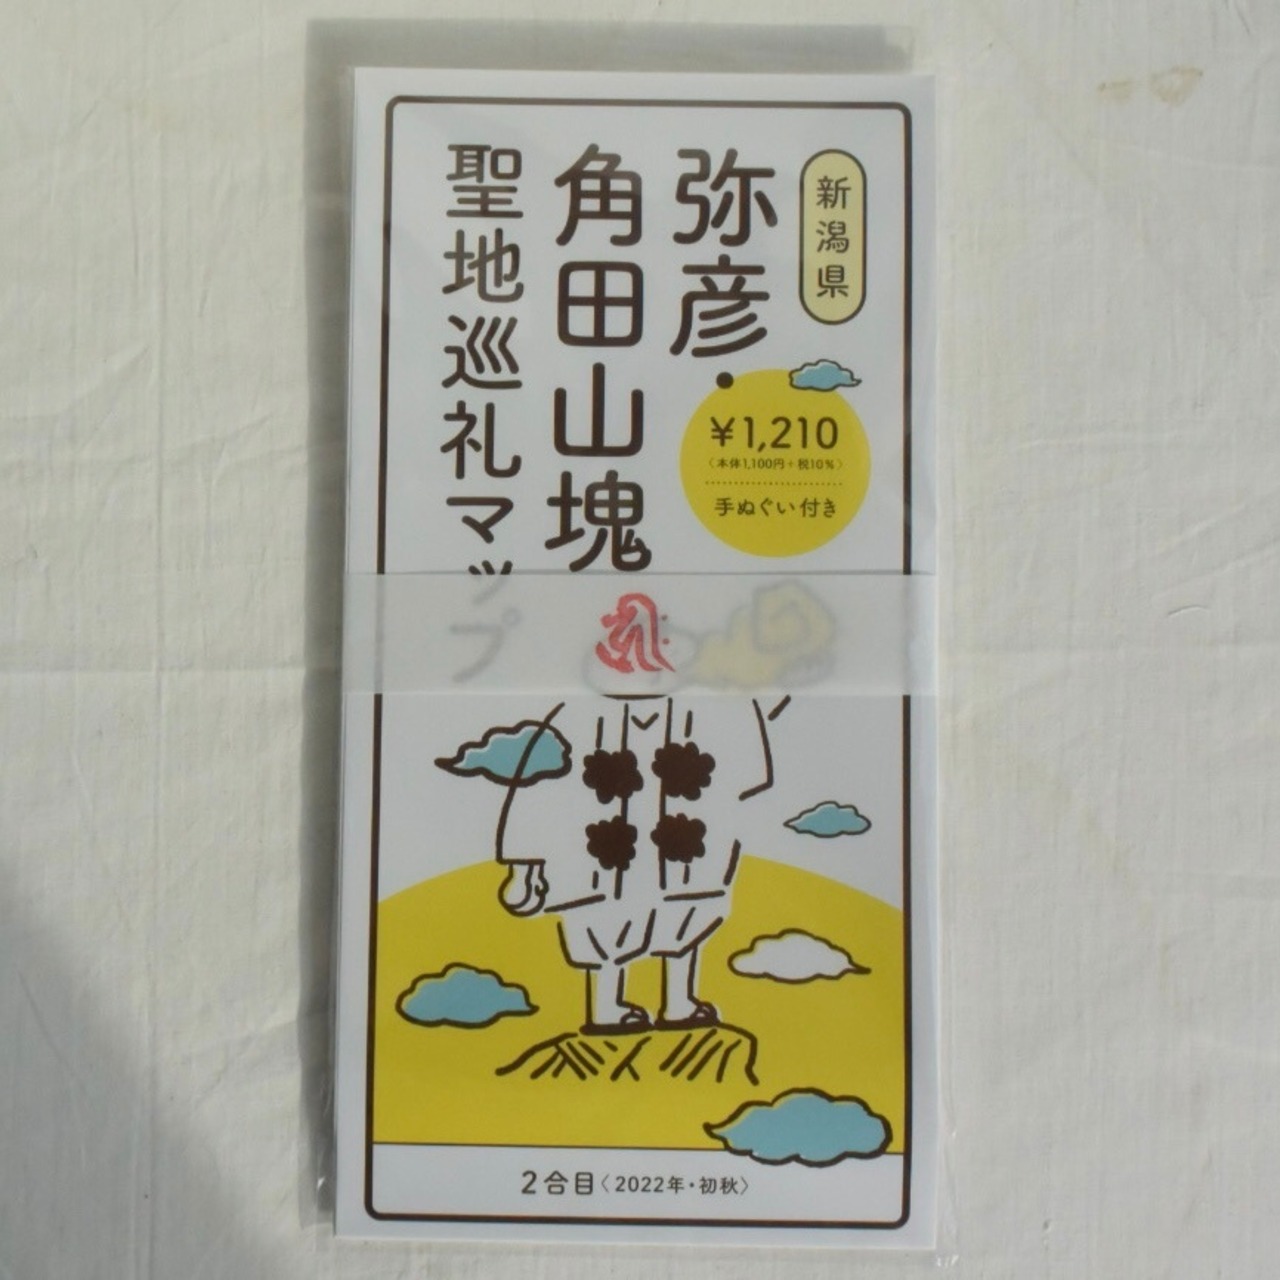 新潟県
弥彦・
角田山塊
聖地巡礼マップ
¥1,210
〈本体1,100円+税10%〉
手ぬぐい付き
2合目〈2022年・初秋〉